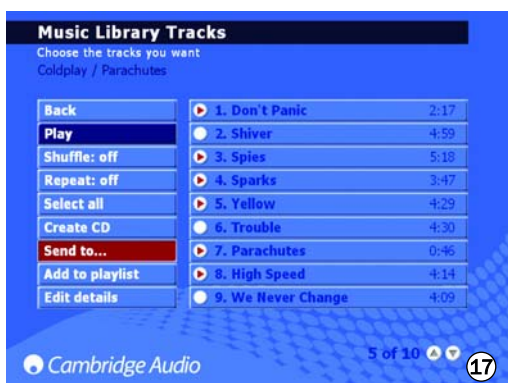 Music Library Tracks
Choose the tracks you want
Coldplay / Parachutes
Back
Play
Shuffle: off
Repeat: off
Select all
Create CD
Send to...
Add to playlist
Edit details
1. Don't Panic 2:17
2. Shiver 4:59
3. Spies 5:18
4. Sparks 3:47
5. Yellow 4:29
6. Trouble 4:30
7. Parachutes 0:46
8. High Speed 4:14
9. We Never Change 4:09
5 of 10
Cambridge Audio
17